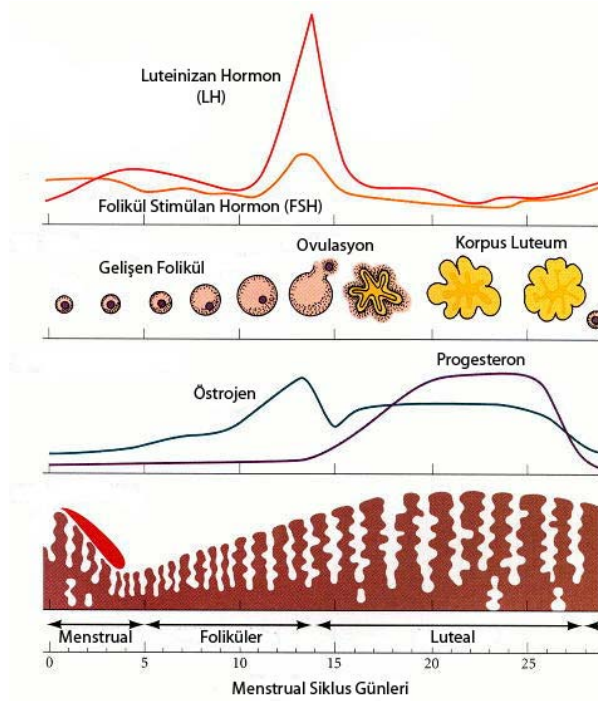 Luteinizan Hormon
(LH)
Folikül Stimülan Hormon (FSH)
Ovulasyon
Korpus Luteum
Gelişen Folikül
Progesteron
Östrojen
Menstrual
Foliküler
Luteal
0 5 10 15 20 25
Menstrual Siklus Günleri